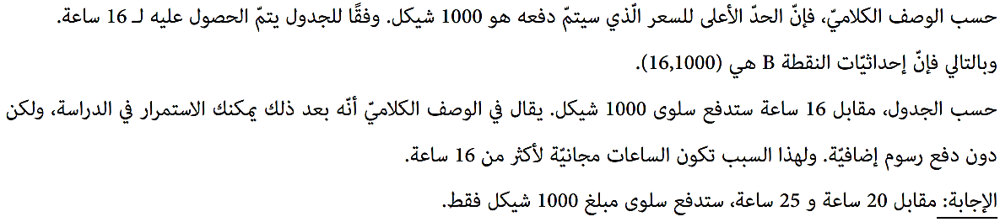 حسب الوصف الكلاميّ، فإنّ الحدّ الأعلى للسعر الّذي سيتمّ دفعه هو 1000 شيكل. وفقًا للجدول يتمّ الحصول عليه لـ 16 ساعة.
وبالتالي فإنّ إحداثيّات النقطة B هي (16,1000).
حسب الجدول، مقابل 16 ساعة ستدفع سلوى 1000 شيكل. يقال في الوصف الكلاميّ أنّه بعد ذلك يمكنك الاستمرار في الدراسة، ولكن
دون دفع رسوم إضافيّة. ولهذا السبب تكون الساعات مجانيّة لأكثر من 16 ساعة.
الإجابة: مقابل 20 ساعة و 25 ساعة، ستدفع سلوى مبلغ 1000 شيكل فقط.